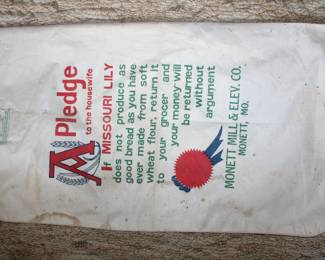 A Pledge
to the housewife
If MISSOURI LILY
does not produce as
good bread as you have
ever made from soft
wheat flour, return it
to your grocer and
your money will
be returned
without
argument
MONETT MILL & ELEV. CO.
MONETT, MO.